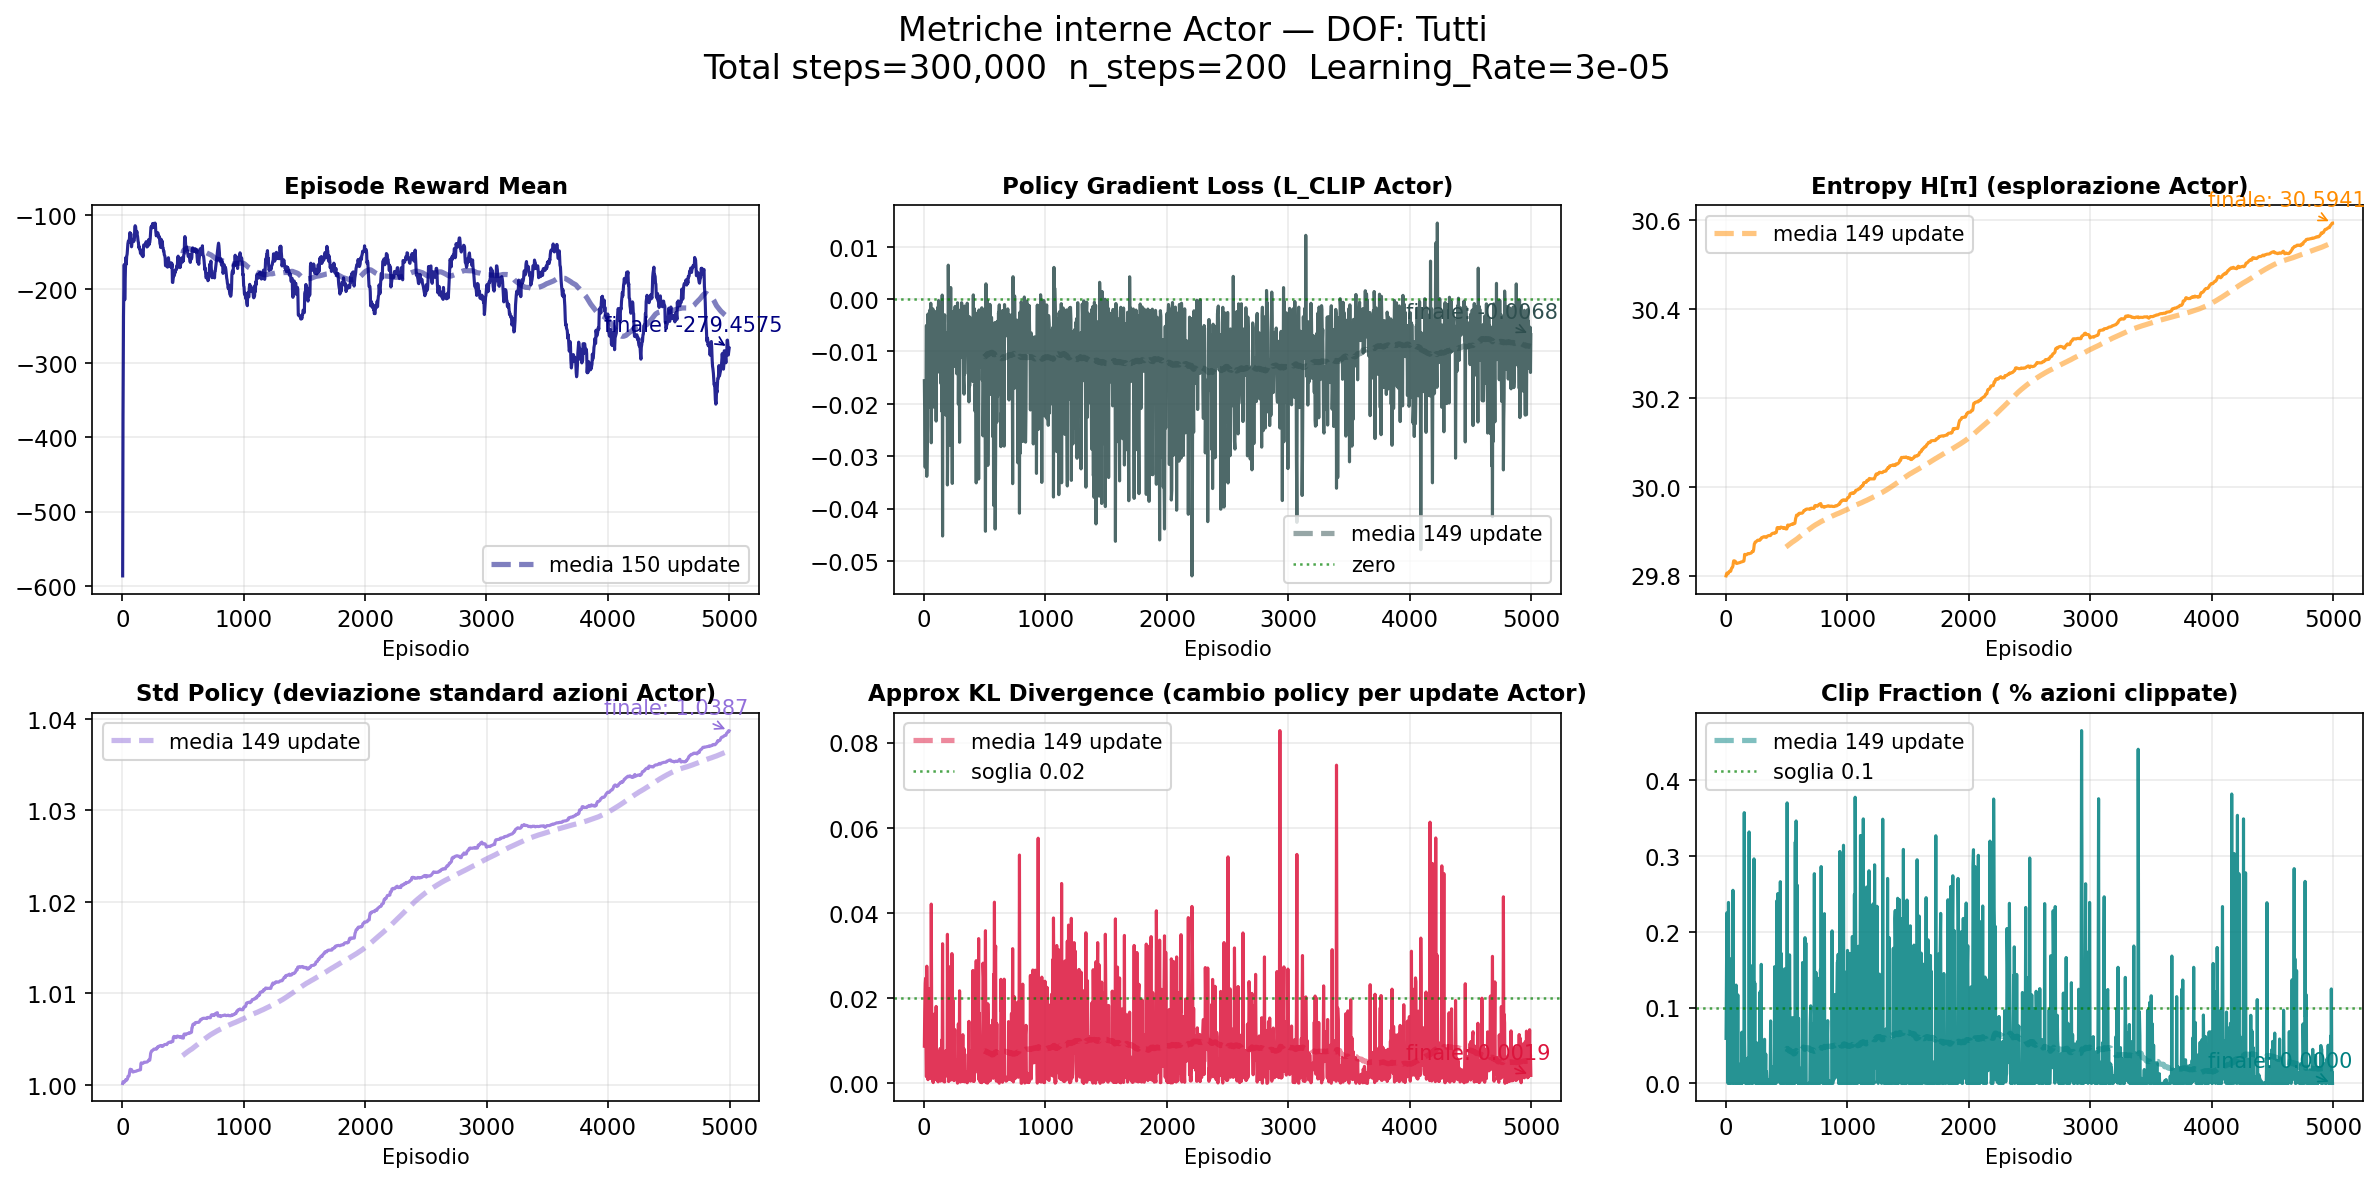 Metriche interne Actor — DOF: Tutti
Total steps=300,000  n_steps=200  Learning_Rate=3e-05
Episode Reward Mean
−100
−200
−300
−400
−500
−600
finale: -279.4575
media 150 update
0 1000 2000 3000 4000 5000
Episodio
Policy Gradient Loss (L_CLIP Actor)
0.01
0.00
−0.01
−0.02
−0.03
−0.04
−0.05
finale: -0.0068
media 149 update
zero
0 1000 2000 3000 4000 5000
Episodio
Entropy H[π] (esplorazione Actor)
finale: 30.5941
media 149 update
30.6
30.4
30.2
30.0
29.8
0 1000 2000 3000 4000 5000
Episodio
Std Policy (deviazione standard azioni Actor)
finale: 1.0387
media 149 update
1.04
1.03
1.02
1.01
1.00
0 1000 2000 3000 4000 5000
Episodio
Approx KL Divergence (cambio policy per update Actor)
media 149 update
soglia 0.02
0.08
0.06
0.04
0.02
0.00
finale: 0.0019
0 1000 2000 3000 4000 5000
Episodio
Clip Fraction ( % azioni clippate)
media 149 update
soglia 0.1
0.4
0.3
0.2
0.1
0.0
finale: 0.0000
0 1000 2000 3000 4000 5000
Episodio